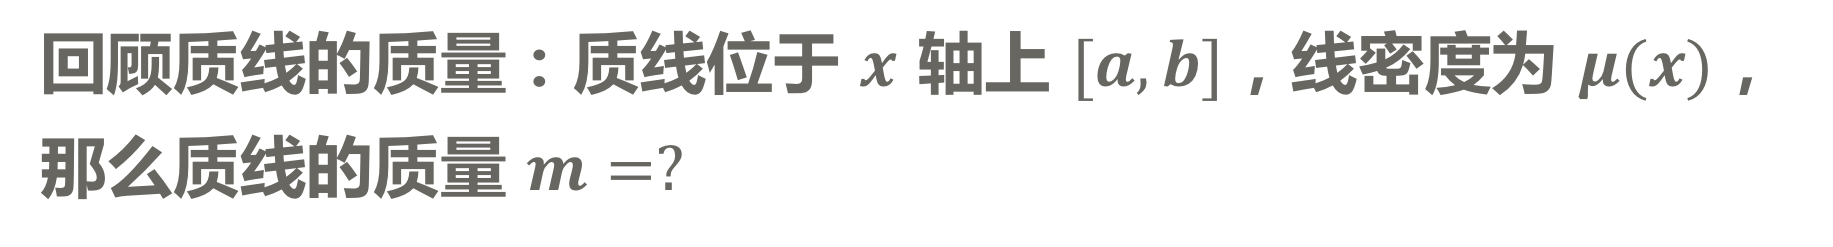 回顾质线的质量：质线位于 x 轴上 [a, b]，线密度为 μ(x)，
那么质线的质量 m =?